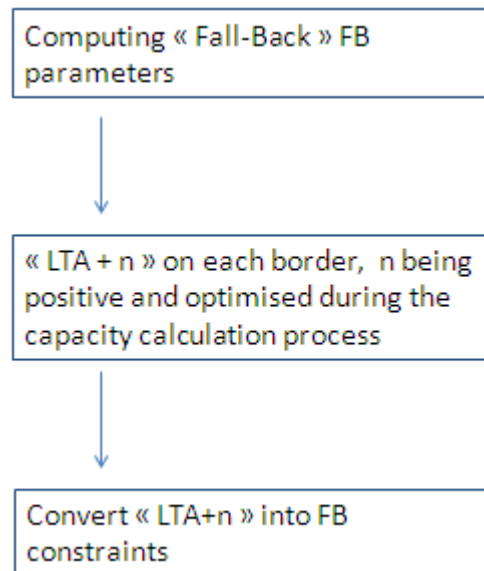 Computing « Fall-Back » FB
parameters
« LTA + n » on each border, n being
positive and optimised during the
capacity calculation process
Convert « LTA+n » into FB
constraints